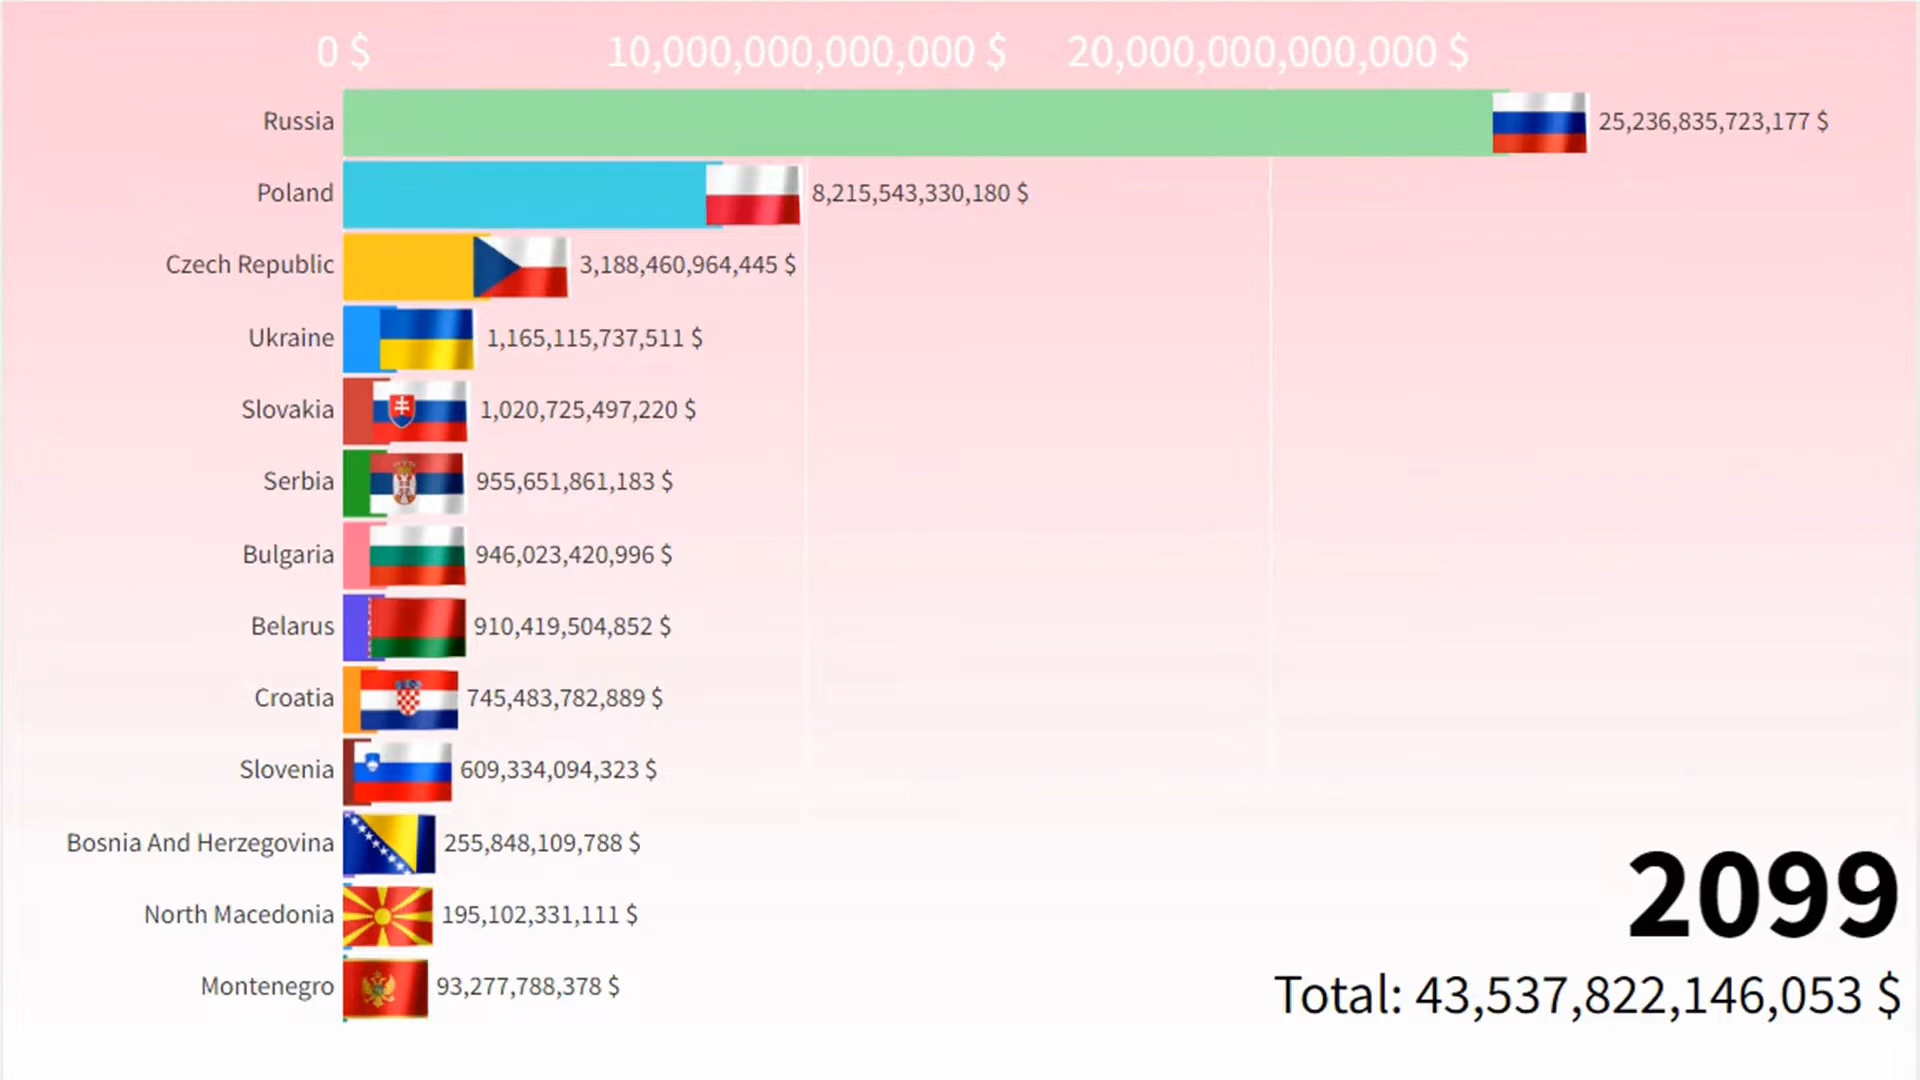 0 $ 10,000,000,000,000 $ 20,000,000,000,000 $
Russia 25,236,835,723,177 $
Poland 8,215,543,330,180 $
Czech Republic 3,188,460,964,445 $
Ukraine 1,165,115,737,511 $
Slovakia 1,020,725,497,220 $
Serbia 955,651,861,183 $
Bulgaria 946,023,420,996 $
Belarus 910,419,504,852 $
Croatia 745,483,782,889 $
Slovenia 609,334,094,323 $
Bosnia And Herzegovina 255,848,109,788 $
North Macedonia 195,102,331,111 $
Montenegro 93,277,788,378 $
2099
Total: 43,537,822,146,053 $